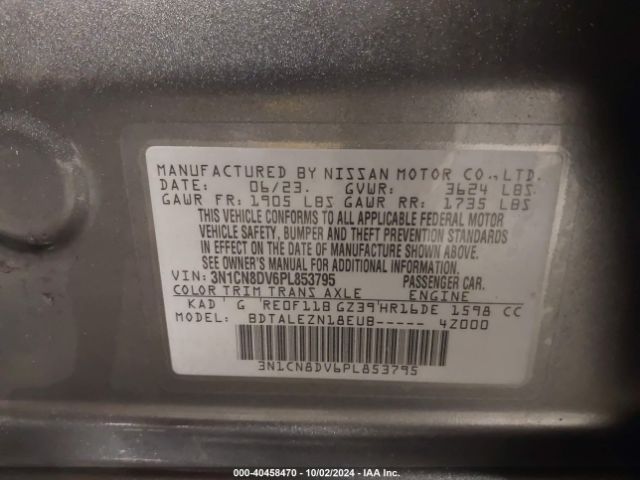 MANUFACTURED BY NISSAN MOTOR CO., LTD.
DATE: 06/23. GVWR: 3624 LBS
GAWR FR: 1905 LBS GAWR RR: 1735 LBS
THIS VEHICLE CONFORMS TO ALL APPLICABLE FEDERAL MOTOR
VEHICLE SAFETY, BUMPER AND THEFT PREVENTION STANDARDS
IN EFFECT ON THE DATE OF MANUFACTURE SHOWN ABOVE.
SEE OWNER'S MANUAL FOR ADDITIONAL INFORMATION.
VIN: 3N1CN8DV6PL853795 PASSENGER CAR.
COLOR TRIM TRANS AXLE ENGINE
KAD G RE0F11B GZ39 HR16DE 1598 CC
MODEL: BDTALEZN18EUB----- 4Z000
3N1CN8DV6PL853795
000-40458470 - 10/02/2024 - IAA Inc.